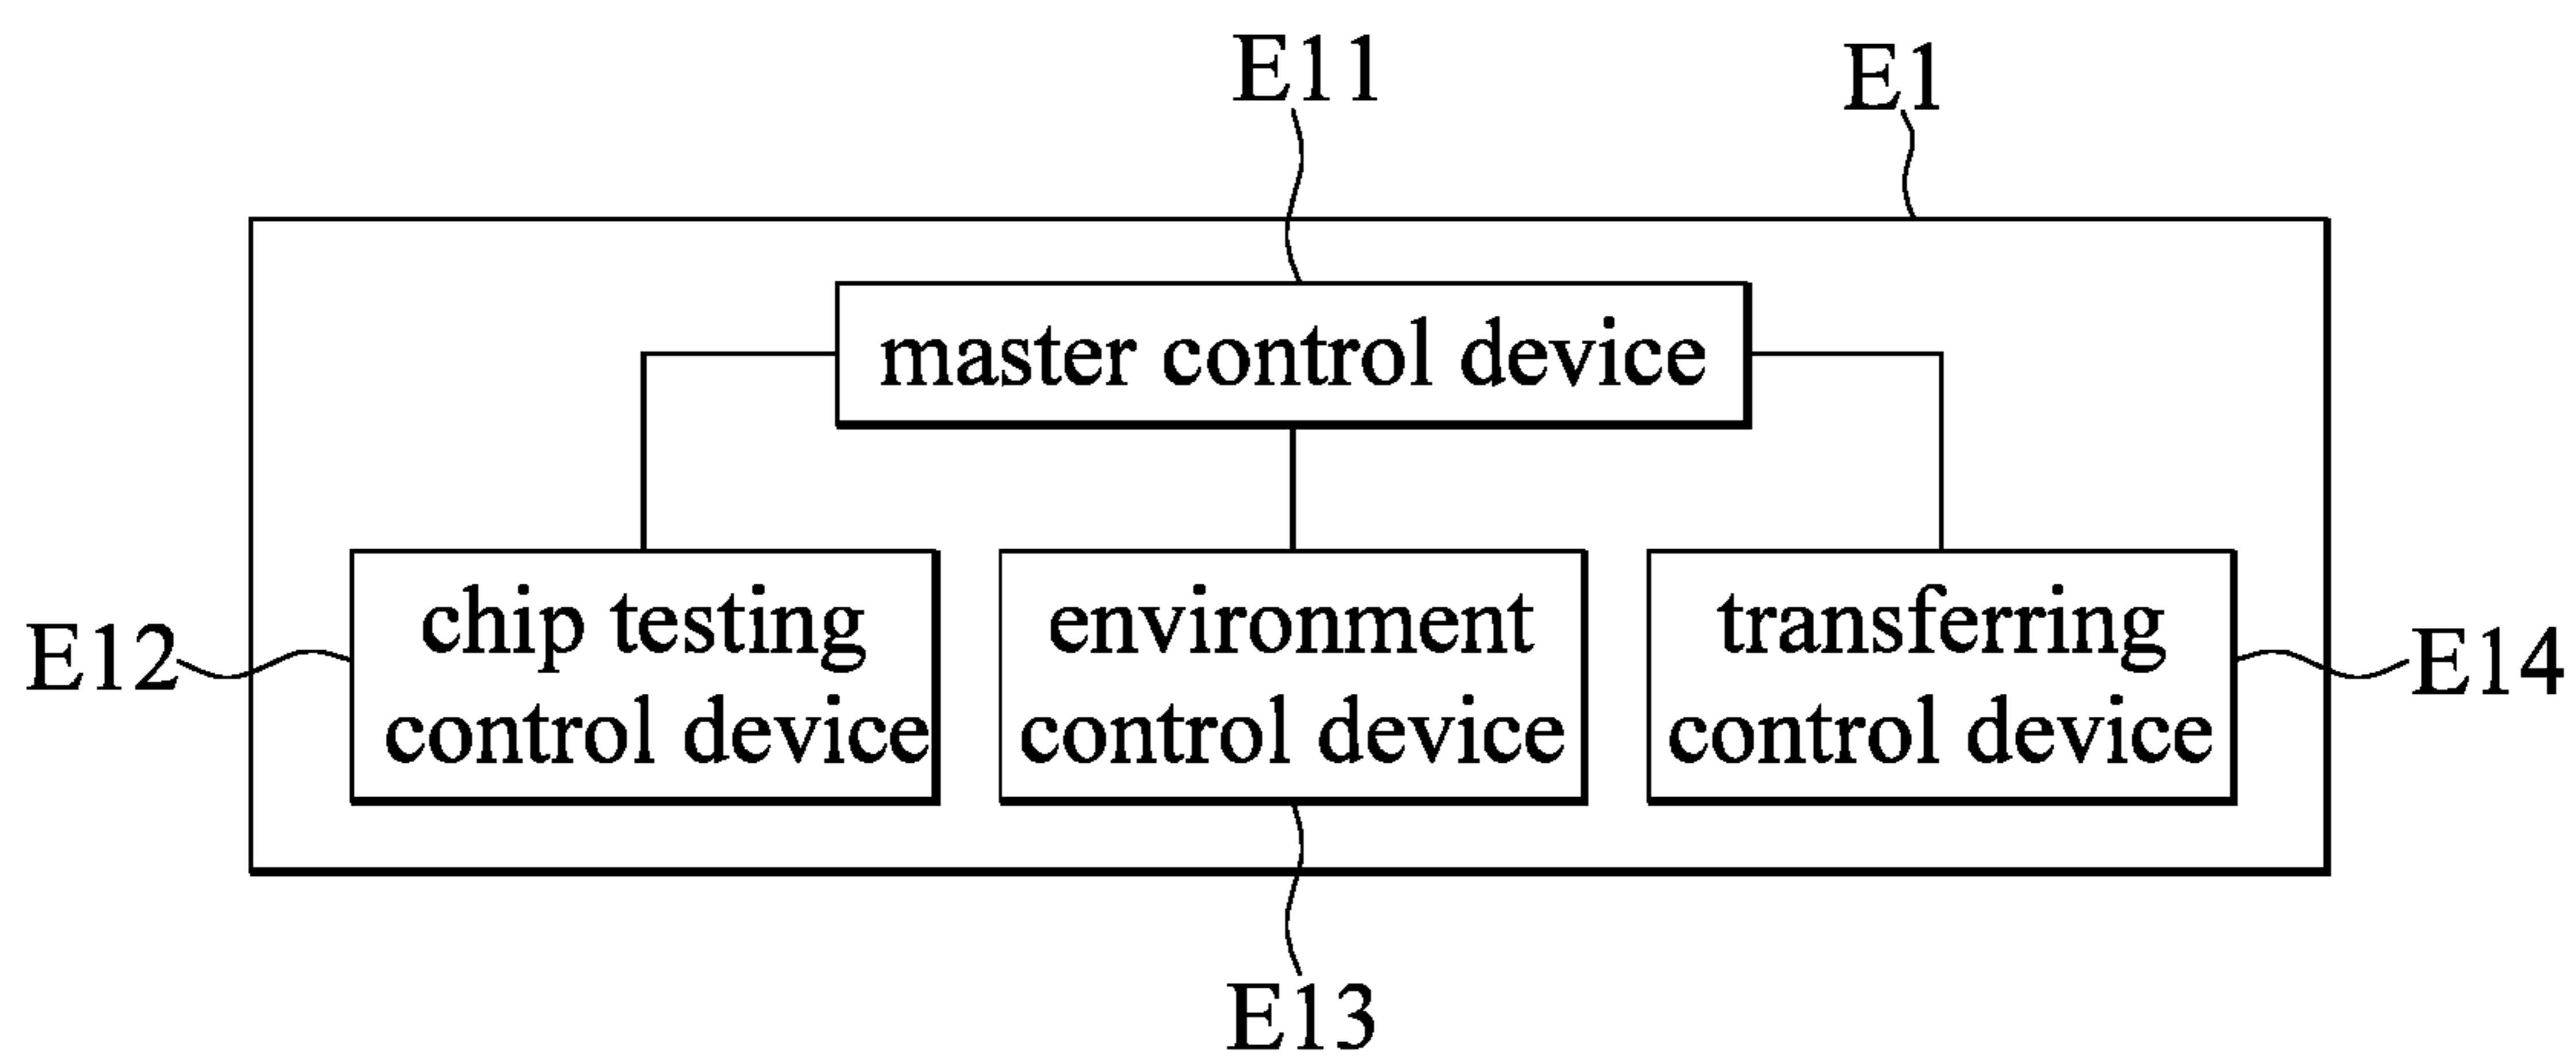 E11
E1
master control device
chip testing
control device
environment
control device
transferring
control device
E12
E14
E13